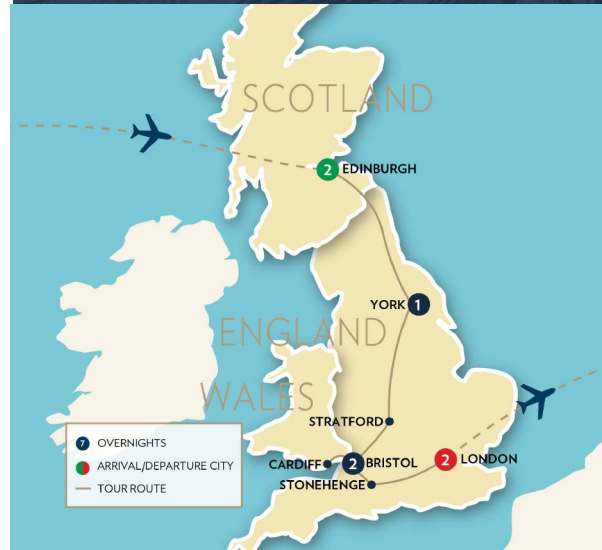 SCOTLAND
2 EDINBURGH
YORK 1
ENGLAND
WALES
STRATFORD
CARDIFF 2 BRISTOL 2 LONDON
STONEHENGE
7 OVERNIGHTS
ARRIVAL/DEPARTURE CITY
TOUR ROUTE